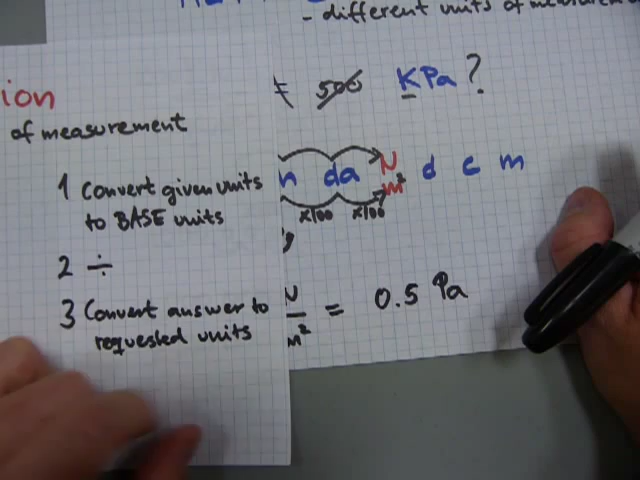 - different units of measurem
ion
of measurement
1 Convert given units
to BASE units
2 ÷
3 Convert answer to
requested units
≠ 500 KPa?
h da N/m² d c m
x100 x100
N/m² = 0.5 Pa